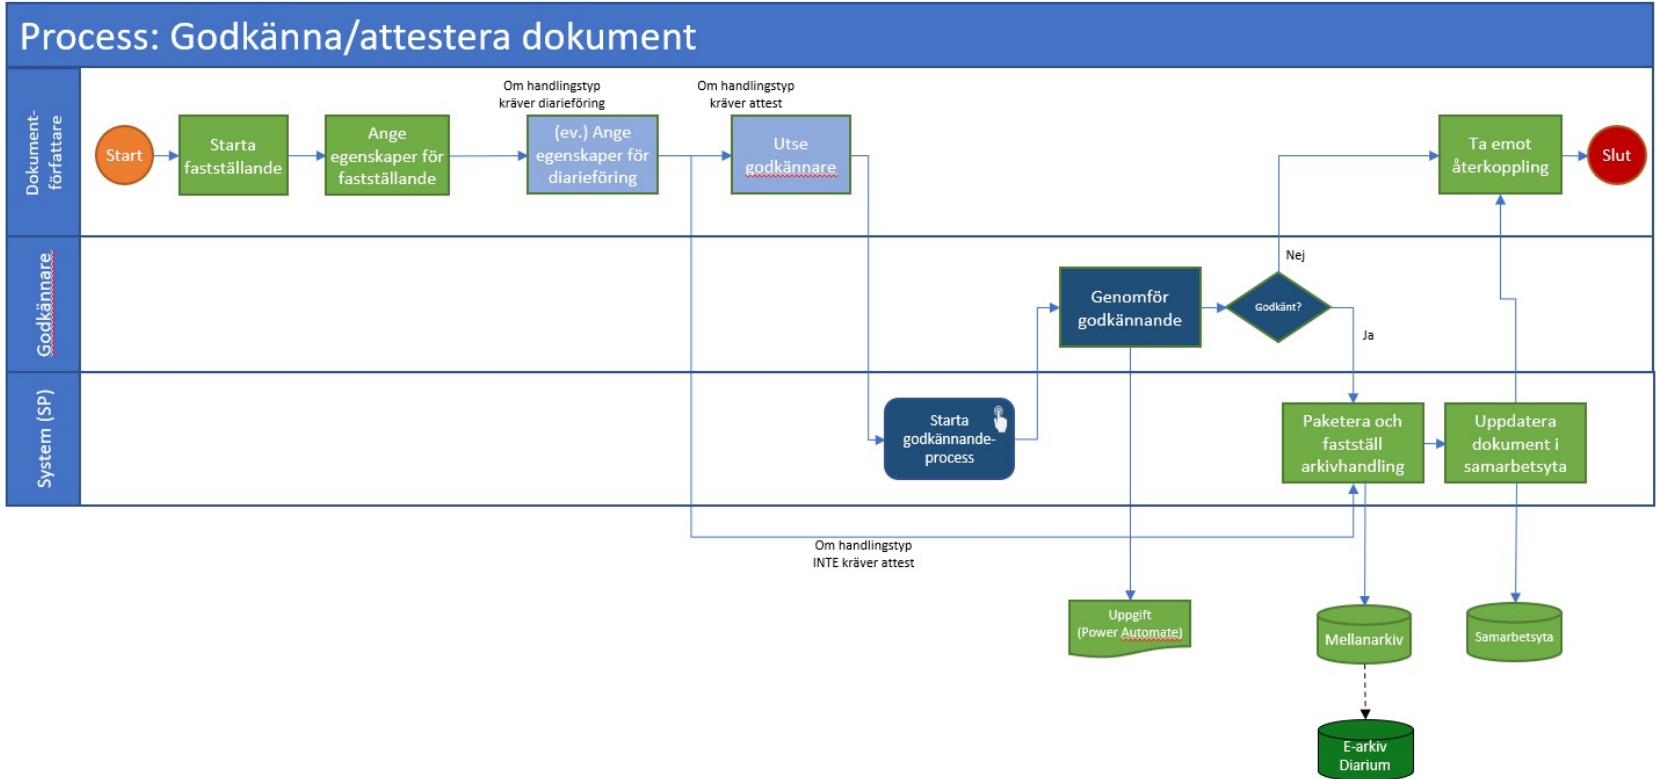 Process: Godkänna/attestera dokument
Dokument-
författare
Start
Starta
fastställande
Ange
egenskaper för
fastställande
Om handlingstyp
kräver diarieföring
(ev.) Ange
egenskaper för
diarieföring
Om handlingstyp
kräver attest
Utse
godkännare
Ta emot
återkoppling
Slut
Godkännare
Genomför
godkännande
Godkänt?
Nej
Ja
System (SP)
Starta
godkännande-
process
Paketera och
fastställ
arkivhandling
Uppdatera
dokument i
samarbetsyta
Om handlingstyp
INTE kräver attest
Uppgift
(Power Automate)
Mellanarkiv
Samarbetsyta
E-arkiv
Diarium